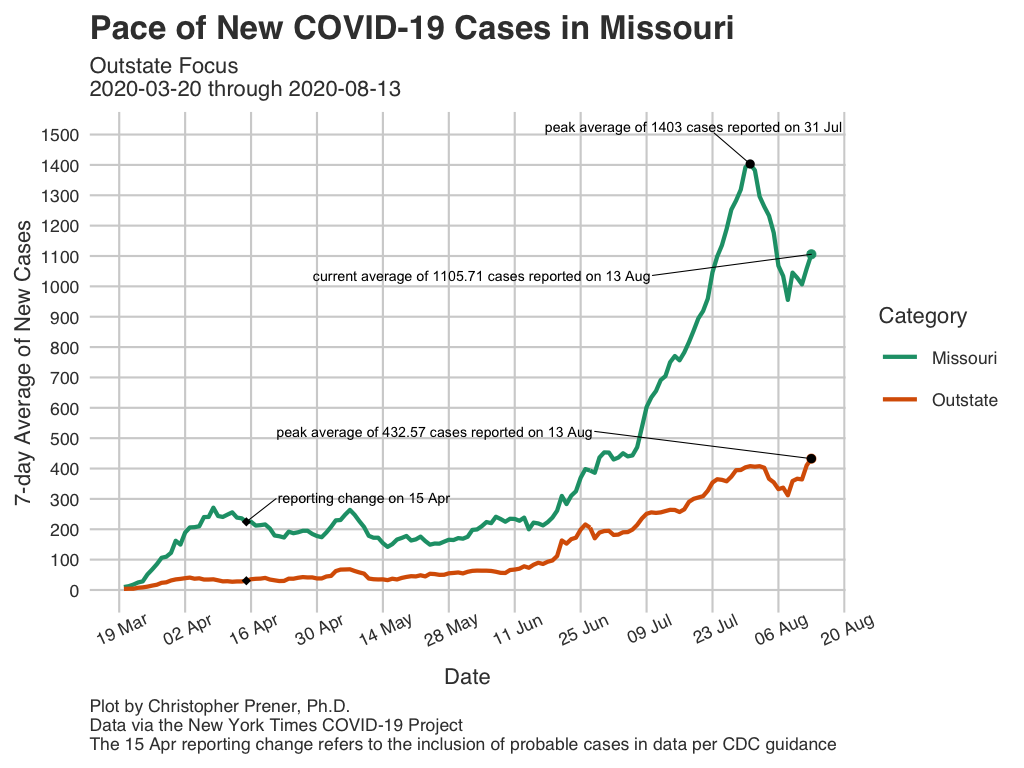 Pace of New COVID-19 Cases in Missouri
Outstate Focus
2020-03-20 through 2020-08-13
7-day Average of New Cases
1500
1400
1300
1200
1100
1000
900
800
700
600
500
400
300
200
100
0
peak average of 1403 cases reported on 31 Jul
current average of 1105.71 cases reported on 13 Aug
peak average of 432.57 cases reported on 13 Aug
reporting change on 15 Apr
Category
Missouri
Outstate
19 Mar
02 Apr
16 Apr
30 Apr
14 May
28 May
11 Jun
25 Jun
09 Jul
23 Jul
06 Aug
20 Aug
Date
Plot by Christopher Prener, Ph.D.
Data via the New York Times COVID-19 Project
The 15 Apr reporting change refers to the inclusion of probable cases in data per CDC guidance